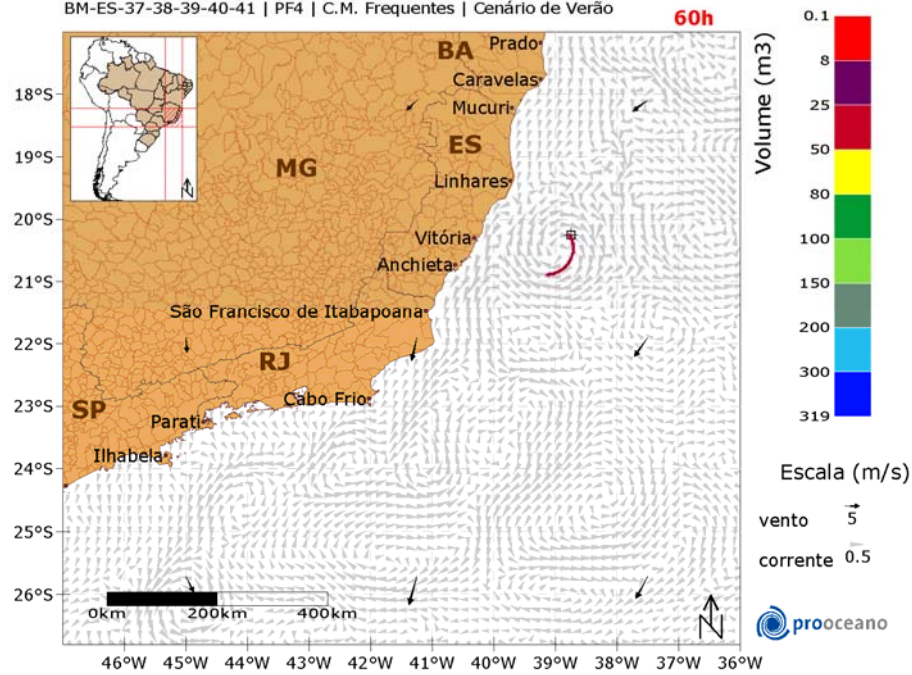 BM-ES-37-38-39-40-41 | PF4 | C.M. Frequentes | Cenário de Verão
60h
BA
Prado
Caravelas
Mucuri
ES
MG
Linhares
Vitória
Anchieta
São Francisco de Itabapoana
RJ
Cabo Frio
SP
Parati
Ilhabela
18°S
19°S
20°S
21°S
22°S
23°S
24°S
25°S
26°S
0km
200km
400km
N
N
46°W
45°W
44°W
43°W
42°W
41°W
40°W
39°W
38°W
37°W
36°W
Volume (m3)
0.1
8
25
50
80
100
150
200
300
319
Escala (m/s)
vento 5
corrente 0.5
prooceano